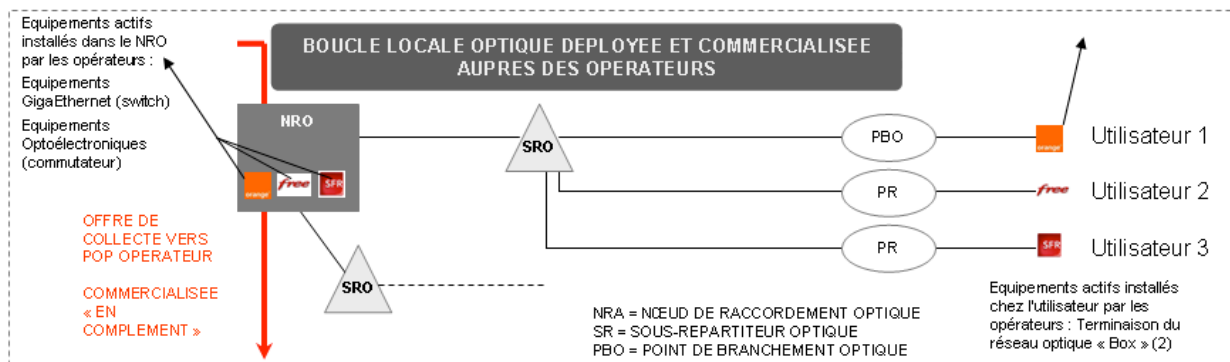 Equipements actifs
installés dans le NRO
par les opérateurs :
Equipements
GigaEthernet (switch)
Equipements
Optoélectroniques
(commutateur)
BOUCLE LOCALE OPTIQUE DEPLOYEE ET COMMERCIALISEE
AUPRES DES OPERATEURS
NRO
orange
free
SFR
SRO
PBO
orange
Utilisateur 1
PR
free
Utilisateur 2
PR
SFR
Utilisateur 3
OFFRE DE
COLLECTE VERS
POP OPERATEUR
COMMERCIALISEE
« EN
COMPLEMENT »
SRO
NRA = NŒUD DE RACCORDEMENT OPTIQUE
SR = SOUS-REPARTITEUR OPTIQUE
PBO = POINT DE BRANCHEMENT OPTIQUE
Equipements actifs installés
chez l'utilisateur par les
opérateurs : Terminaison du
réseau optique « Box » (2)